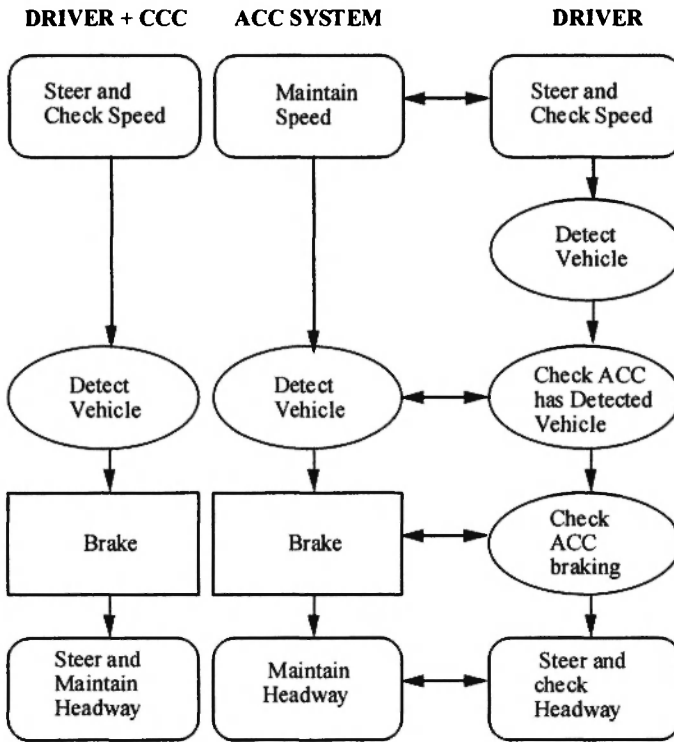 DRIVER + CCC
ACC SYSTEM
DRIVER
Steer and
Check Speed
Maintain
Speed
Steer and
Check Speed
Detect
Vehicle
Detect
Vehicle
Detect
Vehicle
Check ACC
has Detected
Vehicle
Brake
Brake
Check
ACC
braking
Steer and
Maintain
Headway
Maintain
Headway
Steer and
check
Headway